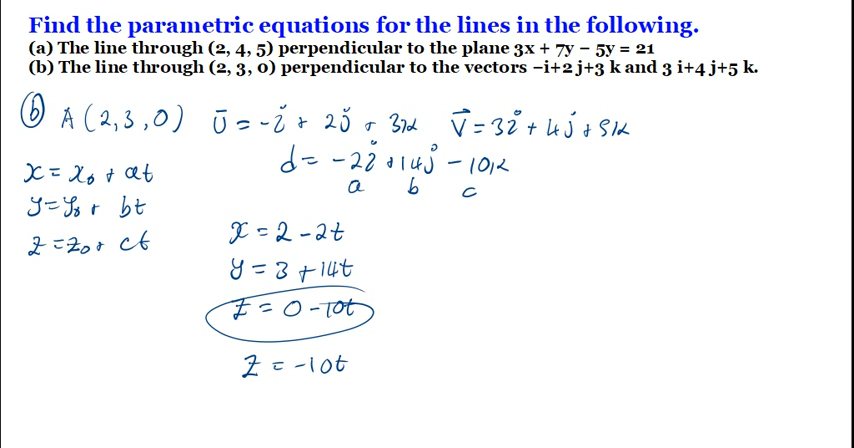 Find the parametric equations for the lines in the following.
(a) The line through (2, 4, 5) perpendicular to the plane 3x + 7y − 5y = 21
(b) The line through (2, 3, 0) perpendicular to the vectors −i+2 j+3 k and 3 i+4 j+5 k.
(b) A (2, 3, 0) U = -i + 2j + 3k V = 3i + 4j + 5k
d = -2i + 14j - 10k
a b c
x = x₀ + at
y = y₀ + bt
z = z₀ + ct
x = 2 - 2t
y = 3 + 14t
z = 0 - 10t
z = -10t